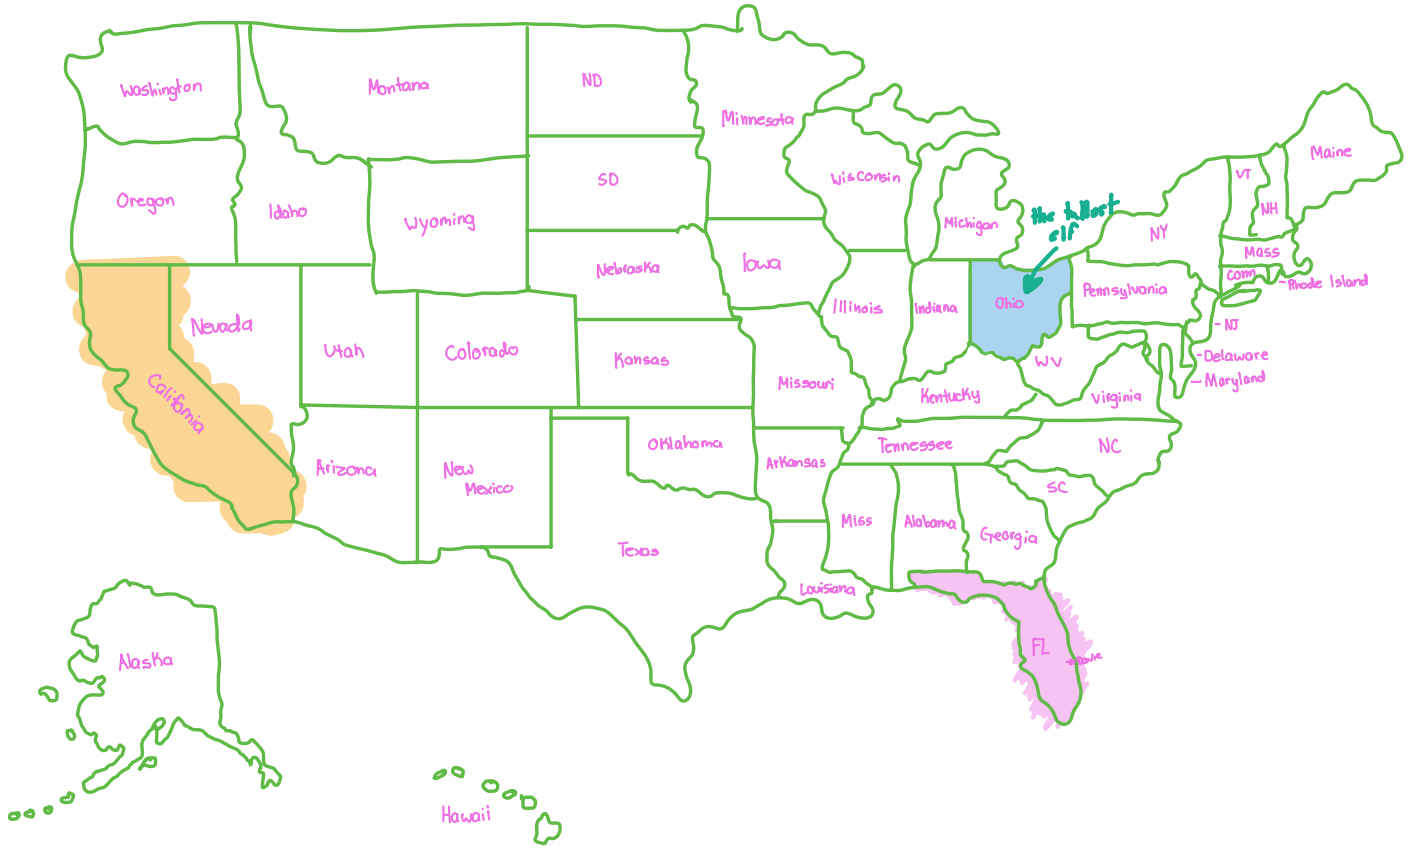 Washington
Montana
ND
Minnesota
Maine
Oregon
Idaho
Wyoming
SD
Wisconsin
Michigan
the tallest
elf
NY
VT
NH
Mass
Conn
- Rhode Island
Nebraska
Iowa
Illinois
Indiana
Ohio
Pennsylvania
- NJ
- Delaware
- Maryland
Nevada
Utah
Colorado
Kansas
Missouri
Kentucky
WV
Virginia
California
Arizona
New
Mexico
Oklahoma
Arkansas
Tennessee
NC
SC
Texas
Miss
Alabama
Georgia
Louisiana
FL
Davie
Alaska
Hawaii